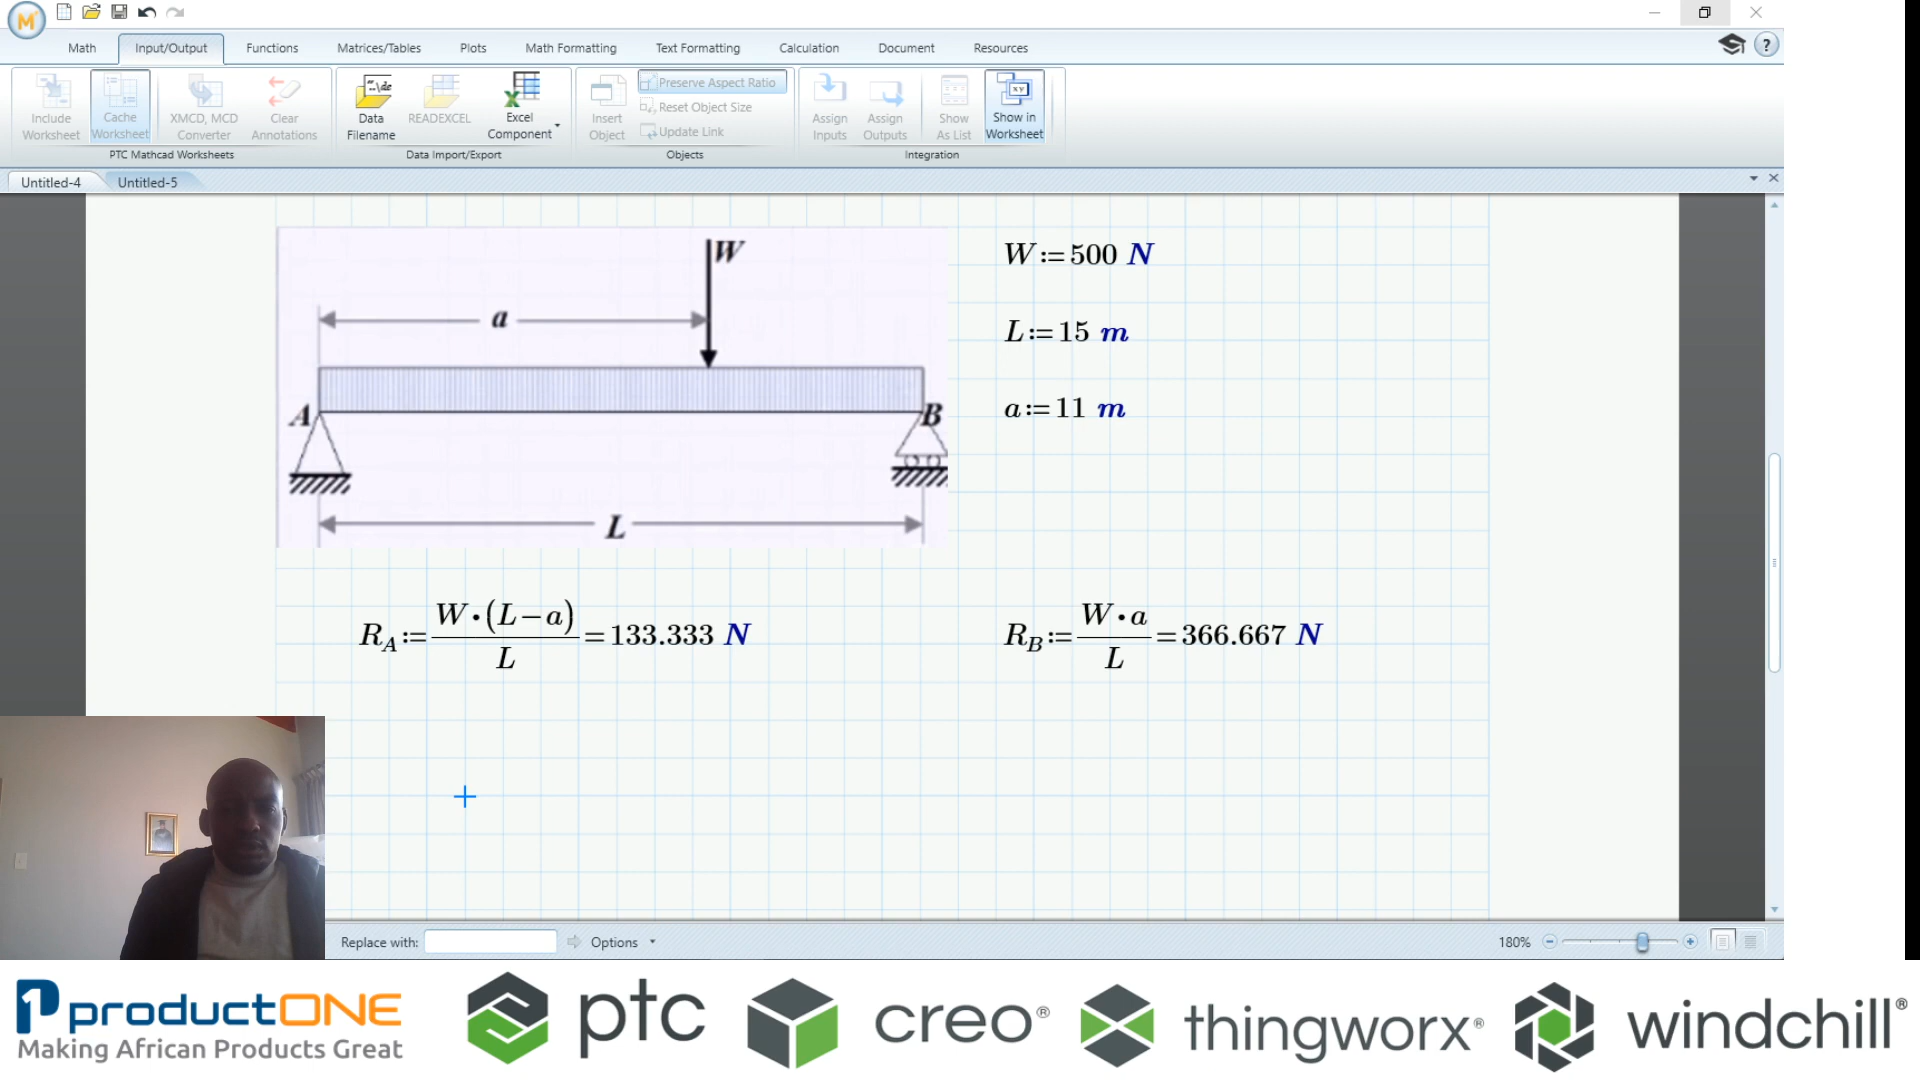 Math Input/Output Functions Matrices/Tables Plots Math Formatting Text Formatting Calculation Document Resources
Include Worksheet
Cache Worksheet
XMCD, MCD Converter
Clear Annotations
PTC Mathcad Worksheets
Data Filename
READEXCEL
Excel Component
Data Import/Export
Insert Object
Preserve Aspect Ratio
Reset Object Size
Update Link
Objects
Assign Inputs
Assign Outputs
Show As List
Show in Worksheet
Integration
Untitled-4 Untitled-5
W
a
A
B
L
W:=500 N
L:=15 m
a:=11 m
R_A:=W·(L−a)/L=133.333 N
R_B:=W·a/L=366.667 N
Replace with: Options 180%
productONE
Making African Products Great
ptc
creo®
thingworx®
windchill®